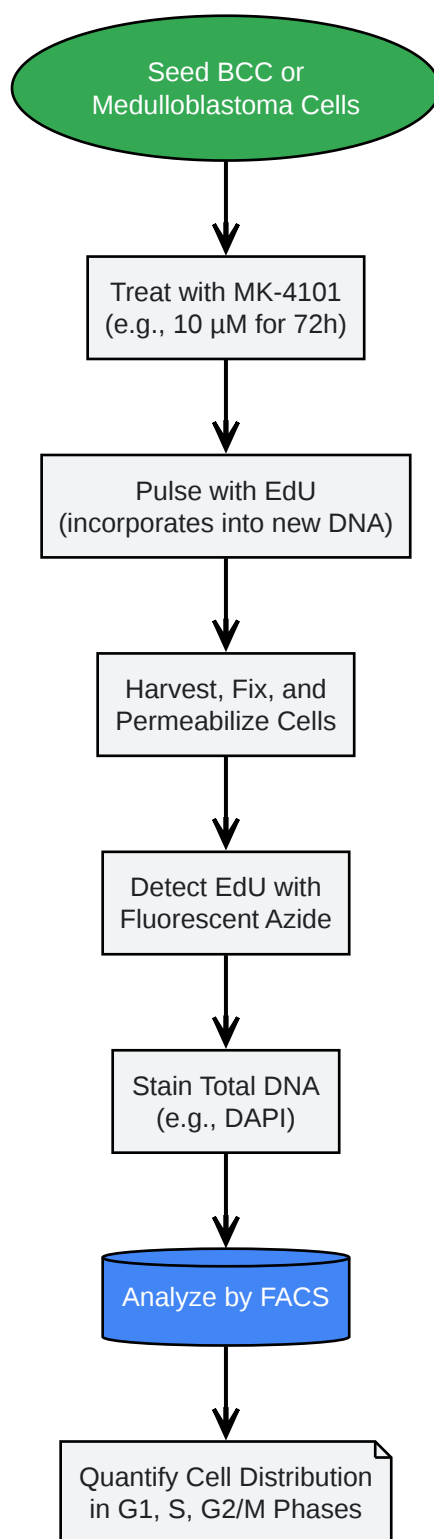 Seed BCC or
Medulloblastoma Cells
Treat with MK-4101
(e.g., 10 µM for 72h)
Pulse with EdU
(incorporates into new DNA)
Harvest, Fix, and
Permeabilize Cells
Detect EdU with
Fluorescent Azide
Stain Total DNA
(e.g., DAPI)
Analyze by FACS
Quantify Cell Distribution
in G1, S, G2/M Phases